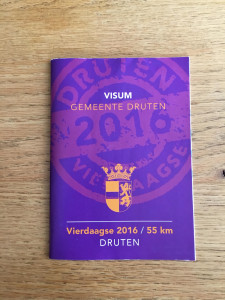 DRUTEN
VISUM
GEMEENTE DRUTEN
2016
VIERDAAGSE
Vierdaagse 2016 / 55 km
DRUTEN